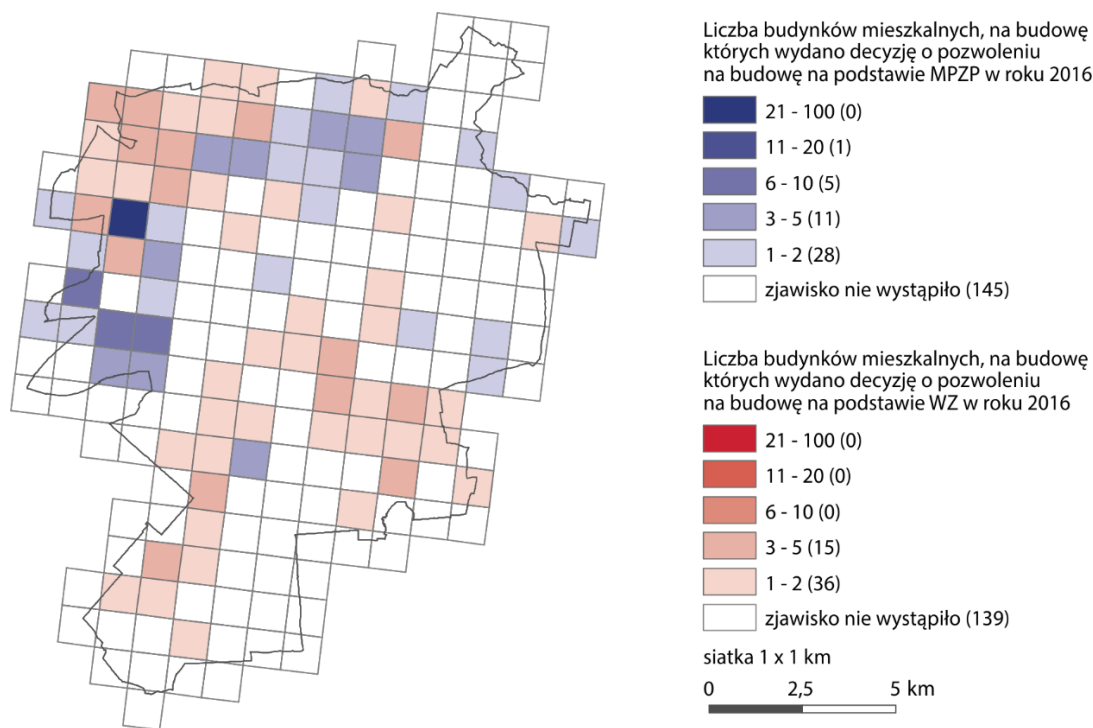 Liczba budynków mieszkalnych, na budowę
których wydano decyzję o pozwoleniu
na budowę na podstawie MPZP w roku 2016
21 - 100 (0)
11 - 20 (1)
6 - 10 (5)
3 - 5 (11)
1 - 2 (28)
zjawisko nie wystąpiło (145)
Liczba budynków mieszkalnych, na budowę
których wydano decyzję o pozwoleniu
na budowę na podstawie WZ w roku 2016
21 - 100 (0)
11 - 20 (0)
6 - 10 (0)
3 - 5 (15)
1 - 2 (36)
zjawisko nie wystąpiło (139)
siatka 1 x 1 km
0 2,5 5 km